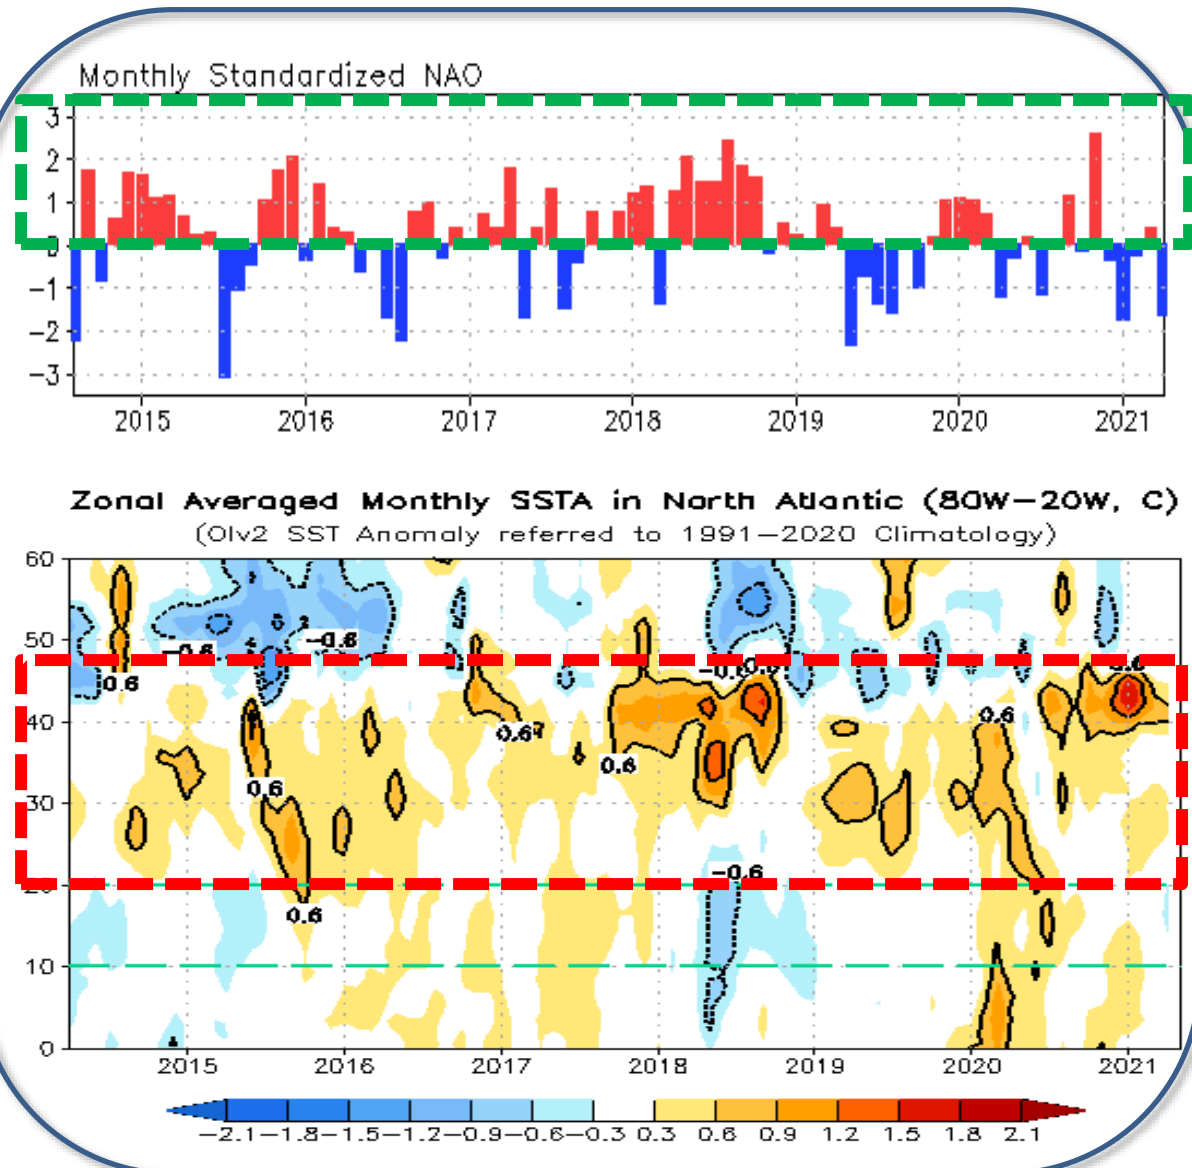 Monthly Standardized NAO
3
2
1
0
−1
−2
−3
2015 2016 2017 2018 2019 2020 2021
Zonal Averaged Monthly SSTA in North Atlantic (80W−20W, C)
(OIv2 SST Anomaly referred to 1991−2020 Climatology)
60
50
−0.6 −0.6 −0.6 0.6 0.6
0.6
40
0.6 0.6
0.6
0.6
30
−0.6
20
0.6
10
0
2015 2016 2017 2018 2019 2020 2021
−2.1 −1.8 −1.5 −1.2 −0.9 −0.6 −0.3 0.3 0.6 0.9 1.2 1.5 1.8 2.1